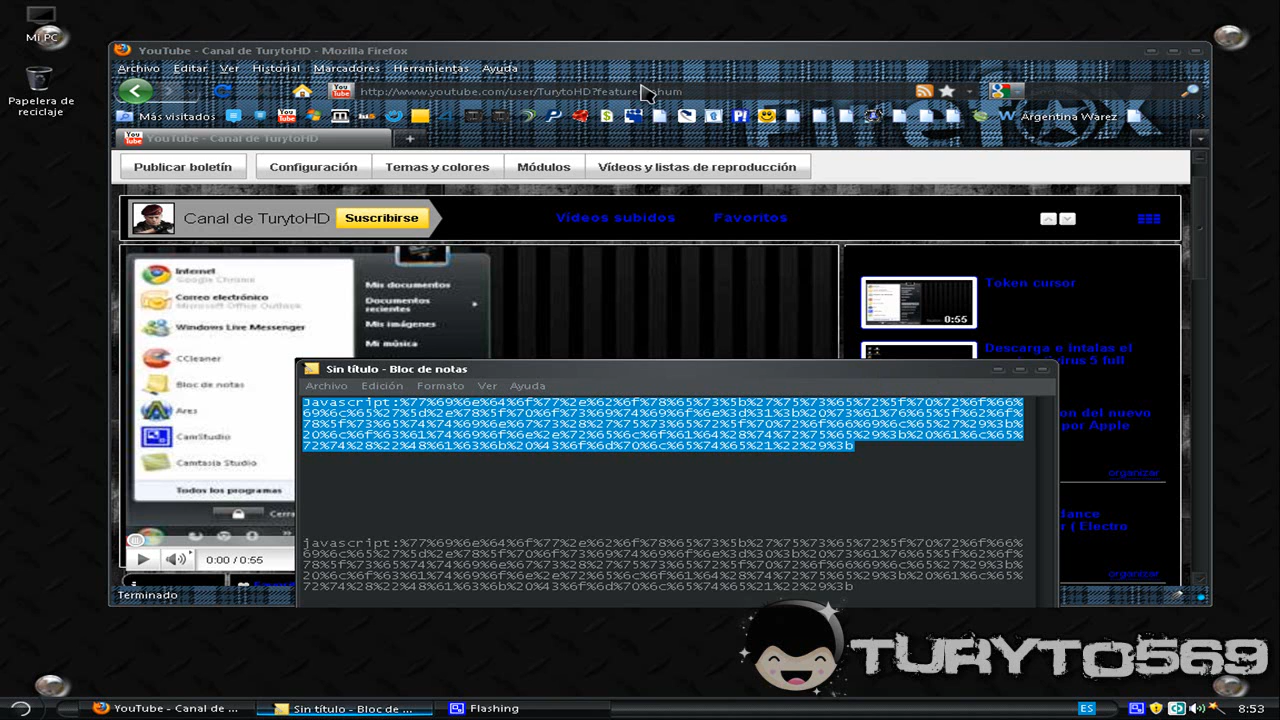 Mi PC
Papelera de
reciclaje
YouTube - Canal de TurytoHD - Mozilla Firefox
Archivo Editar Ver Historial Marcadores Herramientas Ayuda
Más visitados
Argentina Warez
YouTube - Canal de TurytoHD
Publicar boletín Configuración Temas y colores Módulos Vídeos y listas de reproducción
Canal de TurytoHD Suscribirse Vídeos subidos Favoritos
Internet
Google Chrome
Correo electrónico
Microsoft Office Outlook
Windows Live Messenger
CCleaner
Bloc de notas
Ares
CamStudio
Camtasia Studio
Todos los programas
Mis documentos
Documentos
recientes
Mis imágenes
Mi música
0:00 / 0:55
Token cursor
0:55
Descarga e intalas el
5 full
del nuevo
por Apple
organizar
( Electro
organizar
Sin título - Bloc de notas
Archivo Edición Formato Ver Ayuda
Javascript:%77%69%6e%64%6f%77%2e%62%6f%78%65%73%5b%27%75%73%65%72%5f%70%72%6f%66%
69%6c%65%27%5d%2e%78%5f%70%6f%73%69%74%69%6f%6e%3d%31%3b%20%73%61%76%65%5f%62%6f%
78%5f%73%65%74%74%69%6e%67%73%28%27%75%73%65%72%5f%70%72%6f%66%69%6c%65%27%29%3b%
20%6c%6f%63%61%74%69%6f%6e%2e%72%65%6c%6f%61%64%28%74%72%75%65%29%3b%20%61%6c%65%
72%74%28%22%48%61%63%6b%20%43%6f%6d%70%6c%65%74%65%21%22%29%3b
javascript:%77%69%6e%64%6f%77%2e%62%6f%78%65%73%5b%27%75%73%65%72%5f%70%72%6f%66%
69%6c%65%27%5d%2e%78%5f%70%6f%73%69%74%69%6f%6e%3d%30%3b%20%73%61%76%65%5f%62%6f%
78%5f%73%65%74%74%69%6e%67%73%28%27%75%73%65%72%5f%70%72%6f%66%69%6c%65%27%29%3b%
20%6c%6f%63%61%74%69%6f%6e%2e%72%65%6c%6f%61%64%28%74%72%75%65%29%3b%20%61%6c%65%
72%74%28%22%48%61%63%6b%20%43%6f%6d%70%6c%65%74%65%21%22%29%3b
Terminado
TURYTO569
YouTube - Canal de ... Sin título - Bloc de ... Flashing ES 8:53